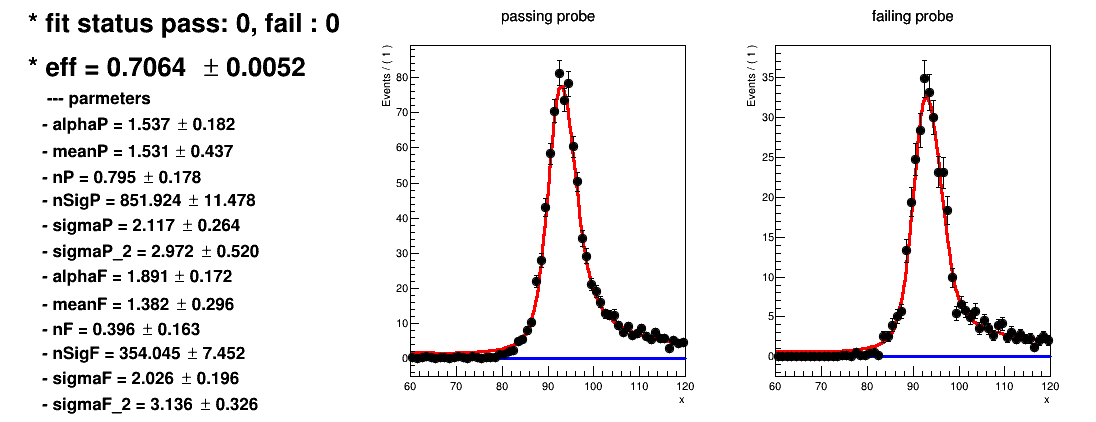 * fit status pass: 0, fail : 0
* eff = 0.7064 ± 0.0052
--- parmeters
- alphaP = 1.537 ± 0.182
- meanP = 1.531 ± 0.437
- nP = 0.795 ± 0.178
- nSigP = 851.924 ± 11.478
- sigmaP = 2.117 ± 0.264
- sigmaP_2 = 2.972 ± 0.520
- alphaF = 1.891 ± 0.172
- meanF = 1.382 ± 0.296
- nF = 0.396 ± 0.163
- nSigF = 354.045 ± 7.452
- sigmaF = 2.026 ± 0.196
- sigmaF_2 = 3.136 ± 0.326
passing probe
Events / ( 1 )
80
70
60
50
40
30
20
10
0
60 70 80 90 100 110 120
x
failing probe
Events / ( 1 )
35
30
25
20
15
10
5
0
60 70 80 90 100 110 120
x